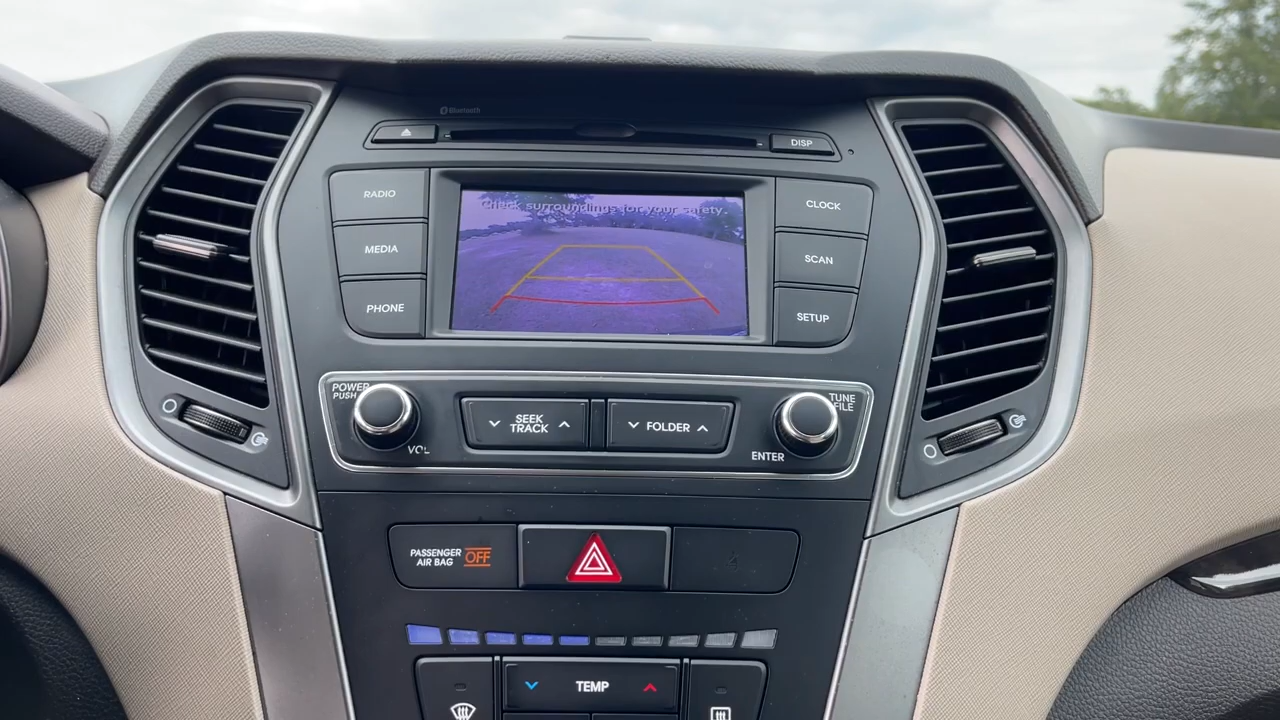 Bluetooth
DISP
RADIO
CLOCK
Check surroundings for your safety.
MEDIA
SCAN
PHONE
SETUP
POWER
PUSH
VOL
SEEK
TRACK
FOLDER
TUNE
FILE
ENTER
PASSENGER
AIR BAG
OFF
TEMP